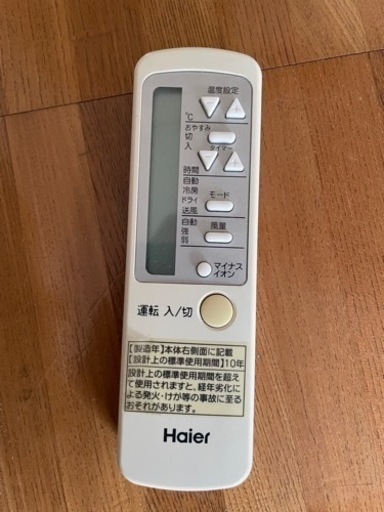 温度設定
℃
おやすみ
切
入
タイマー
時間
自動
冷房
ドライ
送風
モード
自動
強
弱
風量
マイナス
イオン
運転 入/切
【製造年】本体右側面に記載
【設計上の標準使用期間】10年
設計上の標準使用期間を超え
て使用されますと、経年劣化に
よる発火・けが等の事故に至る
おそれがあります。
Haier